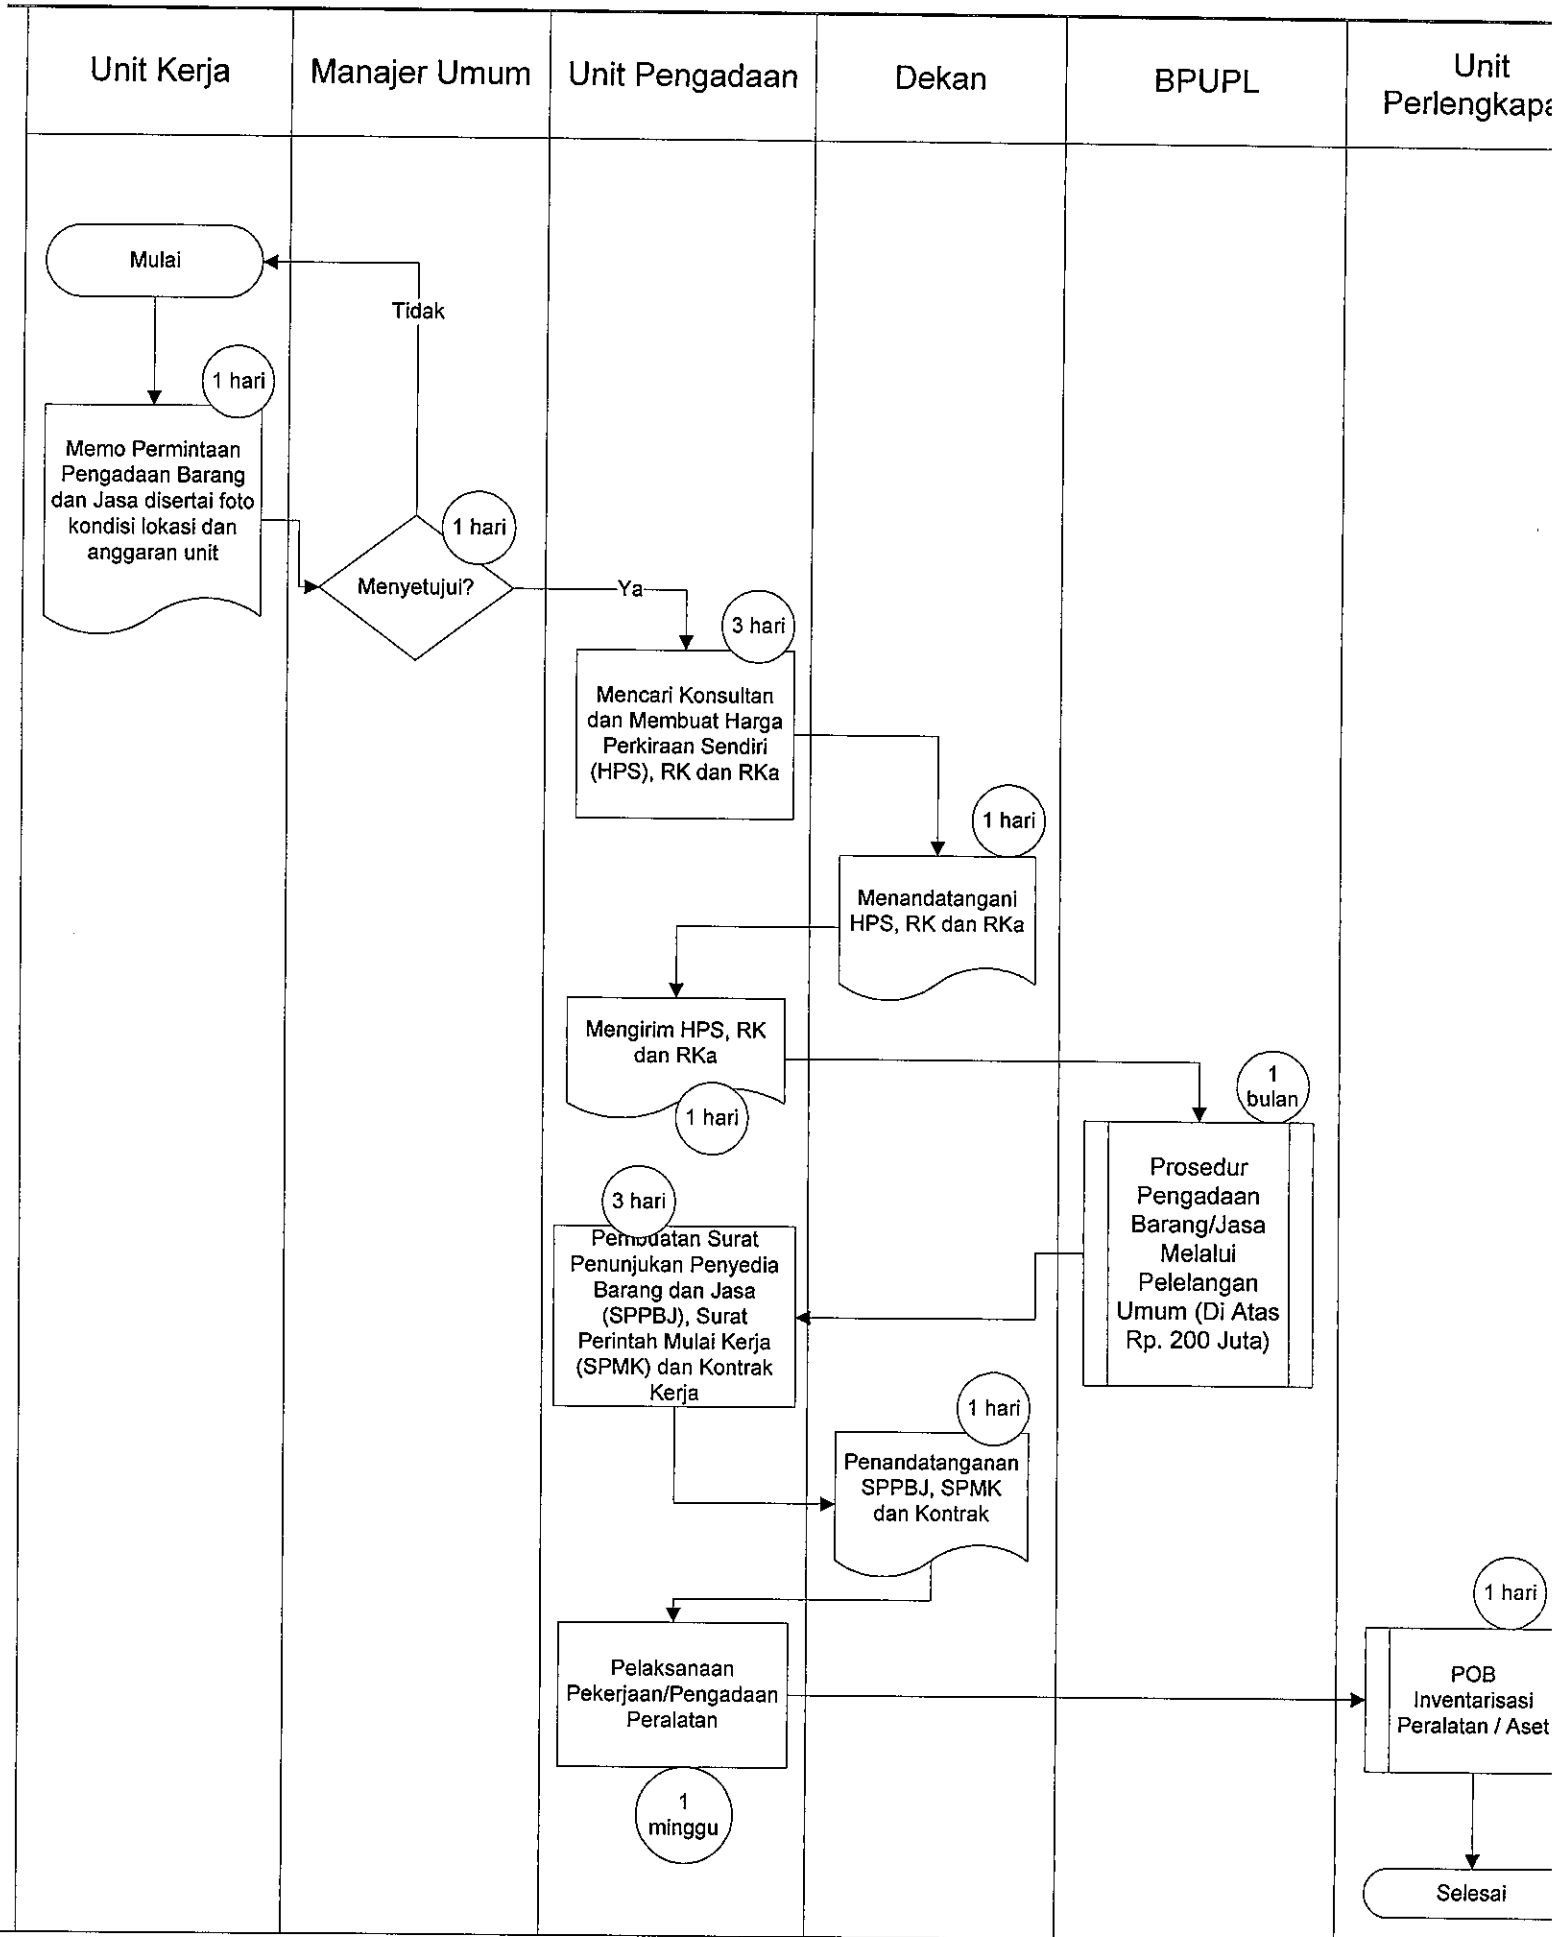 Unit Kerja
Manajer Umum
Unit Pengadaan
Dekan
BPUPL
Unit
Perlengkapa
Mulai
Tidak
1 hari
Memo Permintaan
Pengadaan Barang
dan Jasa disertai foto
kondisi lokasi dan
anggaran unit
1 hari
Menyetujui?
Ya
3 hari
Mencari Konsultan
dan Membuat Harga
Perkiraan Sendiri
(HPS), RK dan RKa
1 hari
Menandatangani
HPS, RK dan RKa
Mengirim HPS, RK
dan RKa
1 hari
1
bulan
Prosedur
Pengadaan
Barang/Jasa
Melalui
Pelelangan
Umum (Di Atas
Rp. 200 Juta)
3 hari
Pembuatan Surat
Penunjukan Penyedia
Barang dan Jasa
(SPPBJ), Surat
Perintah Mulai Kerja
(SPMK) dan Kontrak
Kerja
1 hari
Penandatanganan
SPPBJ, SPMK
dan Kontrak
Pelaksanaan
Pekerjaan/Pengadaan
Peralatan
1
minggu
1 hari
POB
Inventarisasi
Peralatan / Aset
Selesai